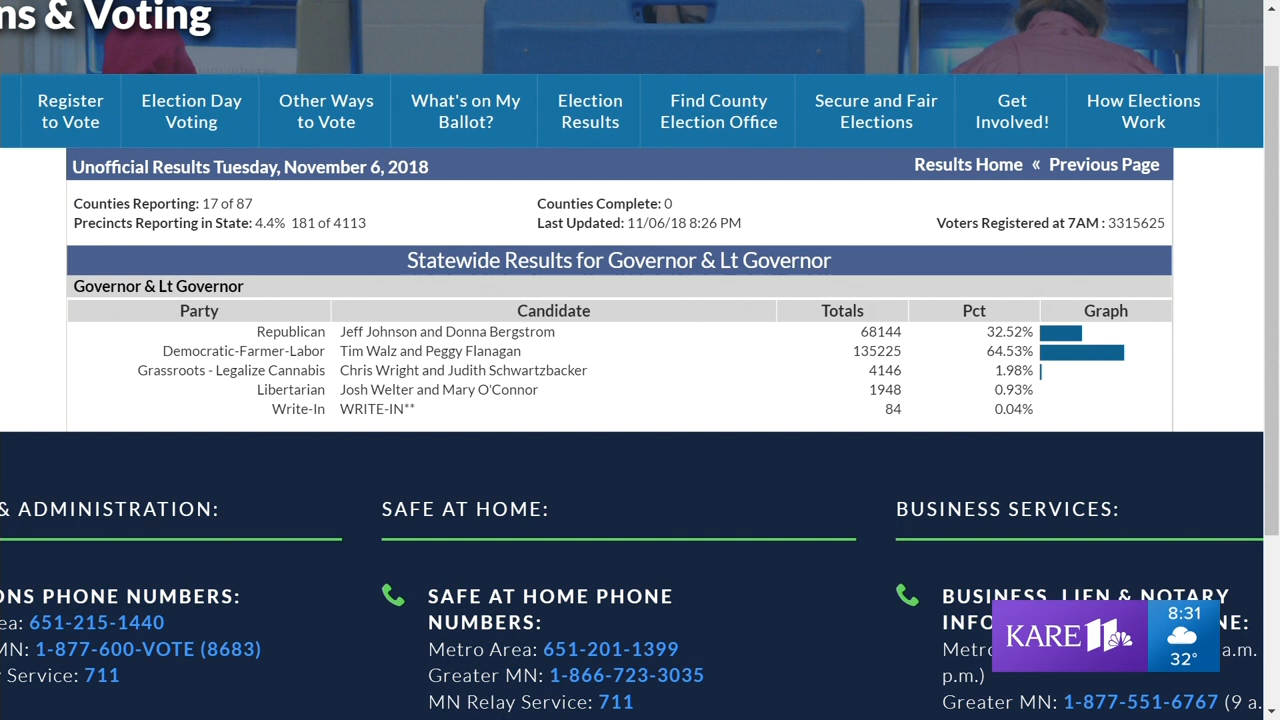 ns & Voting
Register to Vote
Election Day Voting
Other Ways to Vote
What's on My Ballot?
Election Results
Find County Election Office
Secure and Fair Elections
Get Involved!
How Elections Work
Unofficial Results Tuesday, November 6, 2018
Results Home « Previous Page
Counties Reporting: 17 of 87
Counties Complete: 0
Precincts Reporting in State: 4.4% 181 of 4113
Last Updated: 11/06/18 8:26 PM
Voters Registered at 7AM : 3315625
Statewide Results for Governor & Lt Governor
Governor & Lt Governor
Party Candidate Totals Pct Graph
Republican Jeff Johnson and Donna Bergstrom 68144 32.52%
Democratic-Farmer-Labor Tim Walz and Peggy Flanagan 135225 64.53%
Grassroots - Legalize Cannabis Chris Wright and Judith Schwartzbacker 4146 1.98%
Libertarian Josh Welter and Mary O'Connor 1948 0.93%
Write-In WRITE-IN** 84 0.04%
& ADMINISTRATION:
ONS PHONE NUMBERS:
ea: 651-215-1440
MN: 1-877-600-VOTE (8683)
Service: 711
SAFE AT HOME:
SAFE AT HOME PHONE
NUMBERS:
Metro Area: 651-201-1399
Greater MN: 1-866-723-3035
MN Relay Service: 711
BUSINESS SERVICES:
BUSINESS, LIEN & NOTARY
INFO NE:
Metro a.m.
p.m.)
Greater MN: 1-877-551-6767 (9 a.
KARE 11
8:31
32°